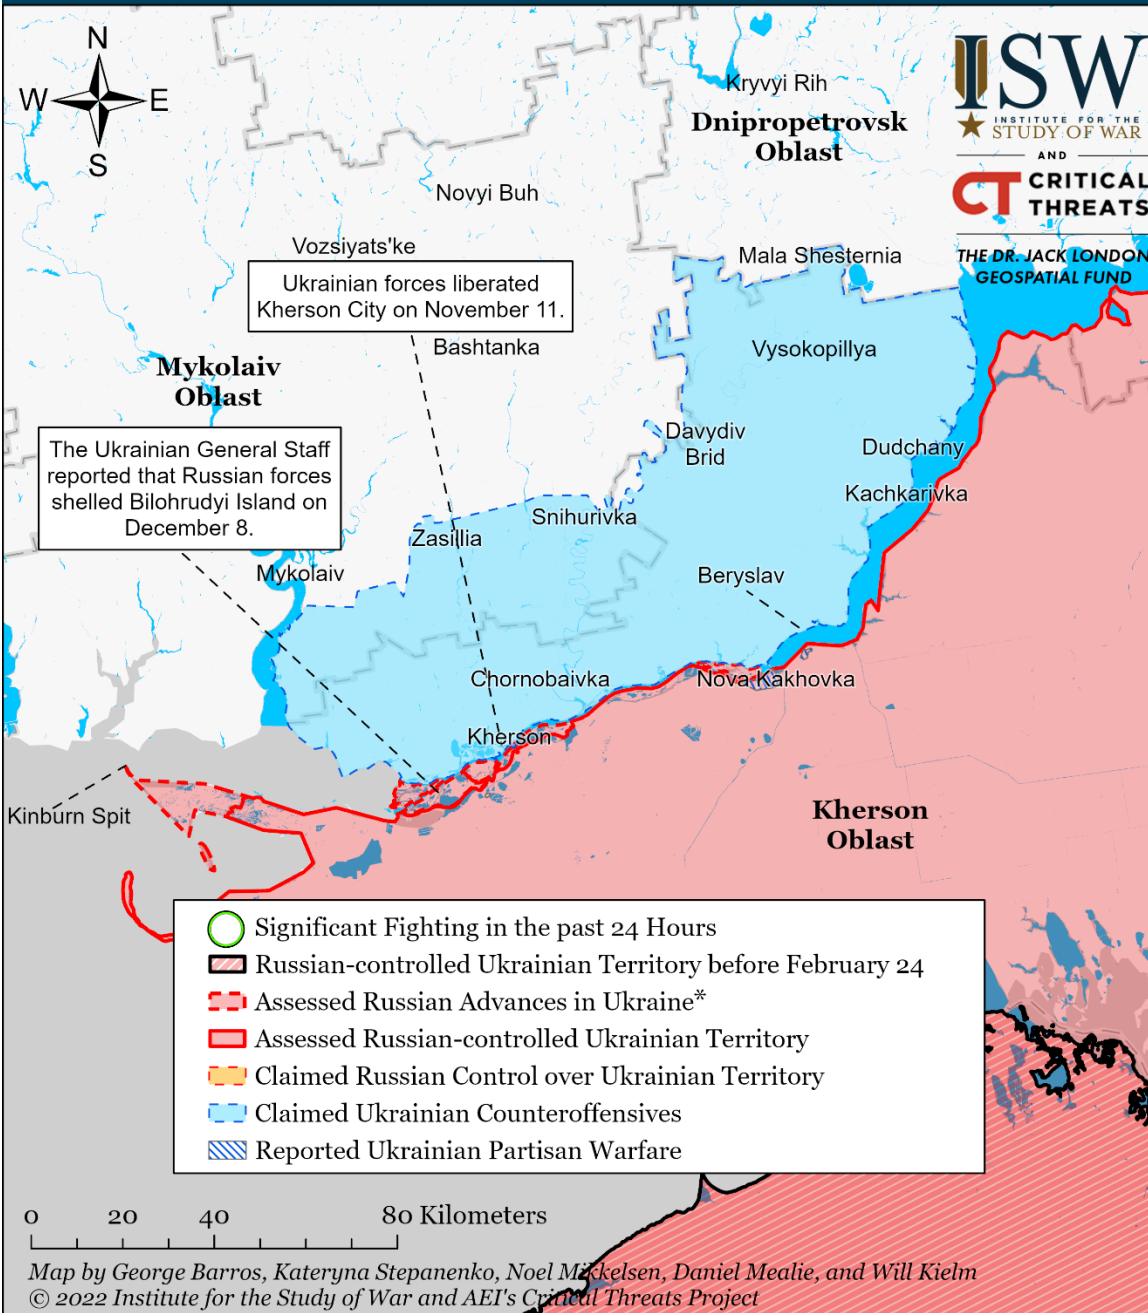 N
W
E
S
ISW
INSTITUTE FOR THE
STUDY OF WAR
AND
CT CRITICAL
THREATS
THE DR. JACK LONDON
GEOSPATIAL FUND
Kryvyi Rih
Dnipropetrovsk
Oblast
Novyi Buh
Vozsiyats'ke
Mala Shesternia
Ukrainian forces liberated
Kherson City on November 11.
Bashtanka
Vysokopillya
Mykolaiv
Oblast
The Ukrainian General Staff
reported that Russian forces
shelled Bilohrudyi Island on
December 8.
Davydiv
Brid
Dudchany
Kachkarivka
Snihurivka
Zasillia
Mykolaiv
Beryslav
Chornobaivka
Nova Kakhovka
Kherson
Kinburn Spit
Kherson
Oblast
Significant Fighting in the past 24 Hours
Russian-controlled Ukrainian Territory before February 24
Assessed Russian Advances in Ukraine*
Assessed Russian-controlled Ukrainian Territory
Claimed Russian Control over Ukrainian Territory
Claimed Ukrainian Counteroffensives
Reported Ukrainian Partisan Warfare
0 20 40 80 Kilometers
Map by George Barros, Kateryna Stepanenko, Noel Mikkelsen, Daniel Mealie, and Will Kielm
© 2022 Institute for the Study of War and AEI's Critical Threats Project